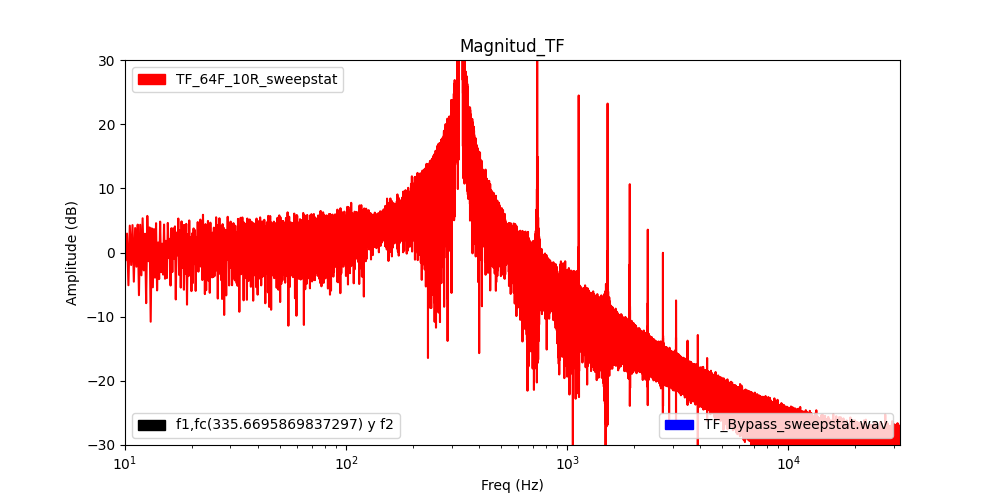 Magnitud_TF
TF_64F_10R_sweepstat
30
20
10
0
−10
−20
−30
Amplitude (dB)
f1,fc(335.6695869837297) y f2
TF_Bypass_sweepstat.wav
10¹
10²
10³
10⁴
Freq (Hz)